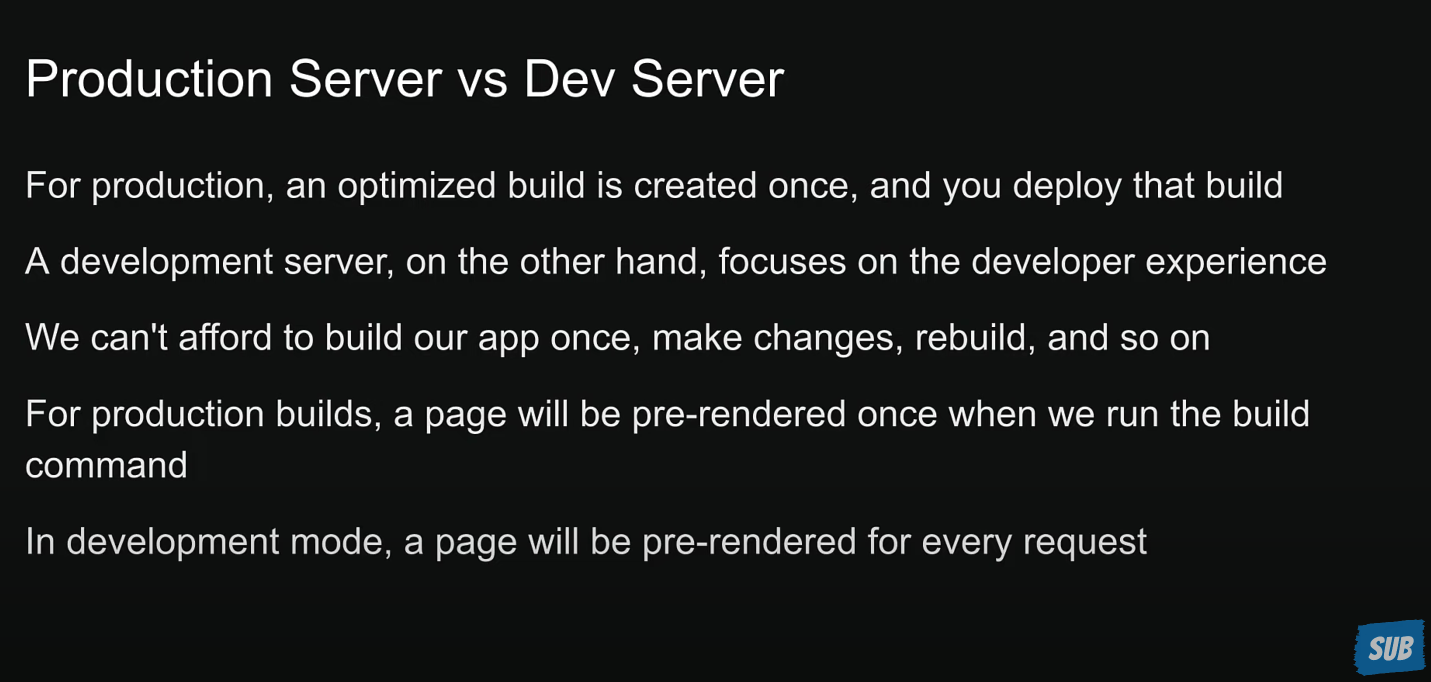 Production Server vs Dev Server
For production, an optimized build is created once, and you deploy that build
A development server, on the other hand, focuses on the developer experience
We can't afford to build our app once, make changes, rebuild, and so on
For production builds, a page will be pre-rendered once when we run the build
command
In development mode, a page will be pre-rendered for every request
SUB